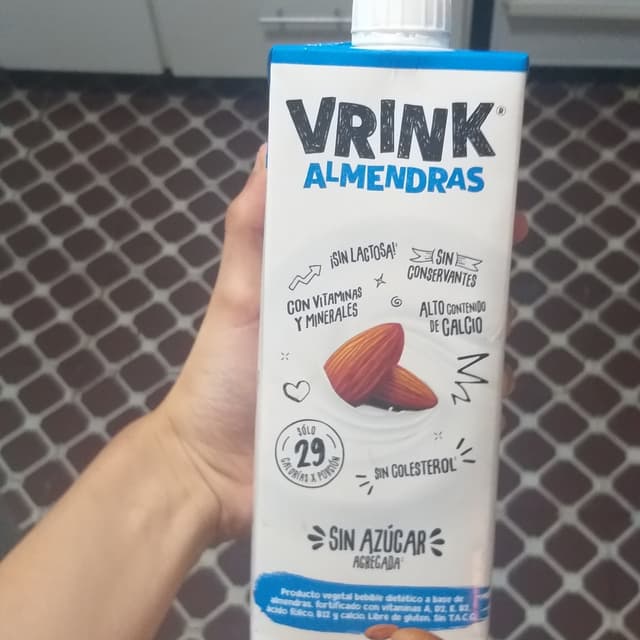 VRINK®
ALMENDRAS
¡SIN LACTOSA!
SIN
CONSERVANTES
CON VITAMINAS
Y MINERALES
ALTO CONTENIDO
DE CALCIO
SÓLO
29
CALORÍAS X PORCIÓN
SIN COLESTEROL
SIN AZÚCAR
AGREGADA
Producto vegetal bebible dietético a base de
almendras, fortificado con vitaminas A, D2, E, B2,
ácido fólico, B12 y calcio. Libre de gluten. Sin T.A.C.C.